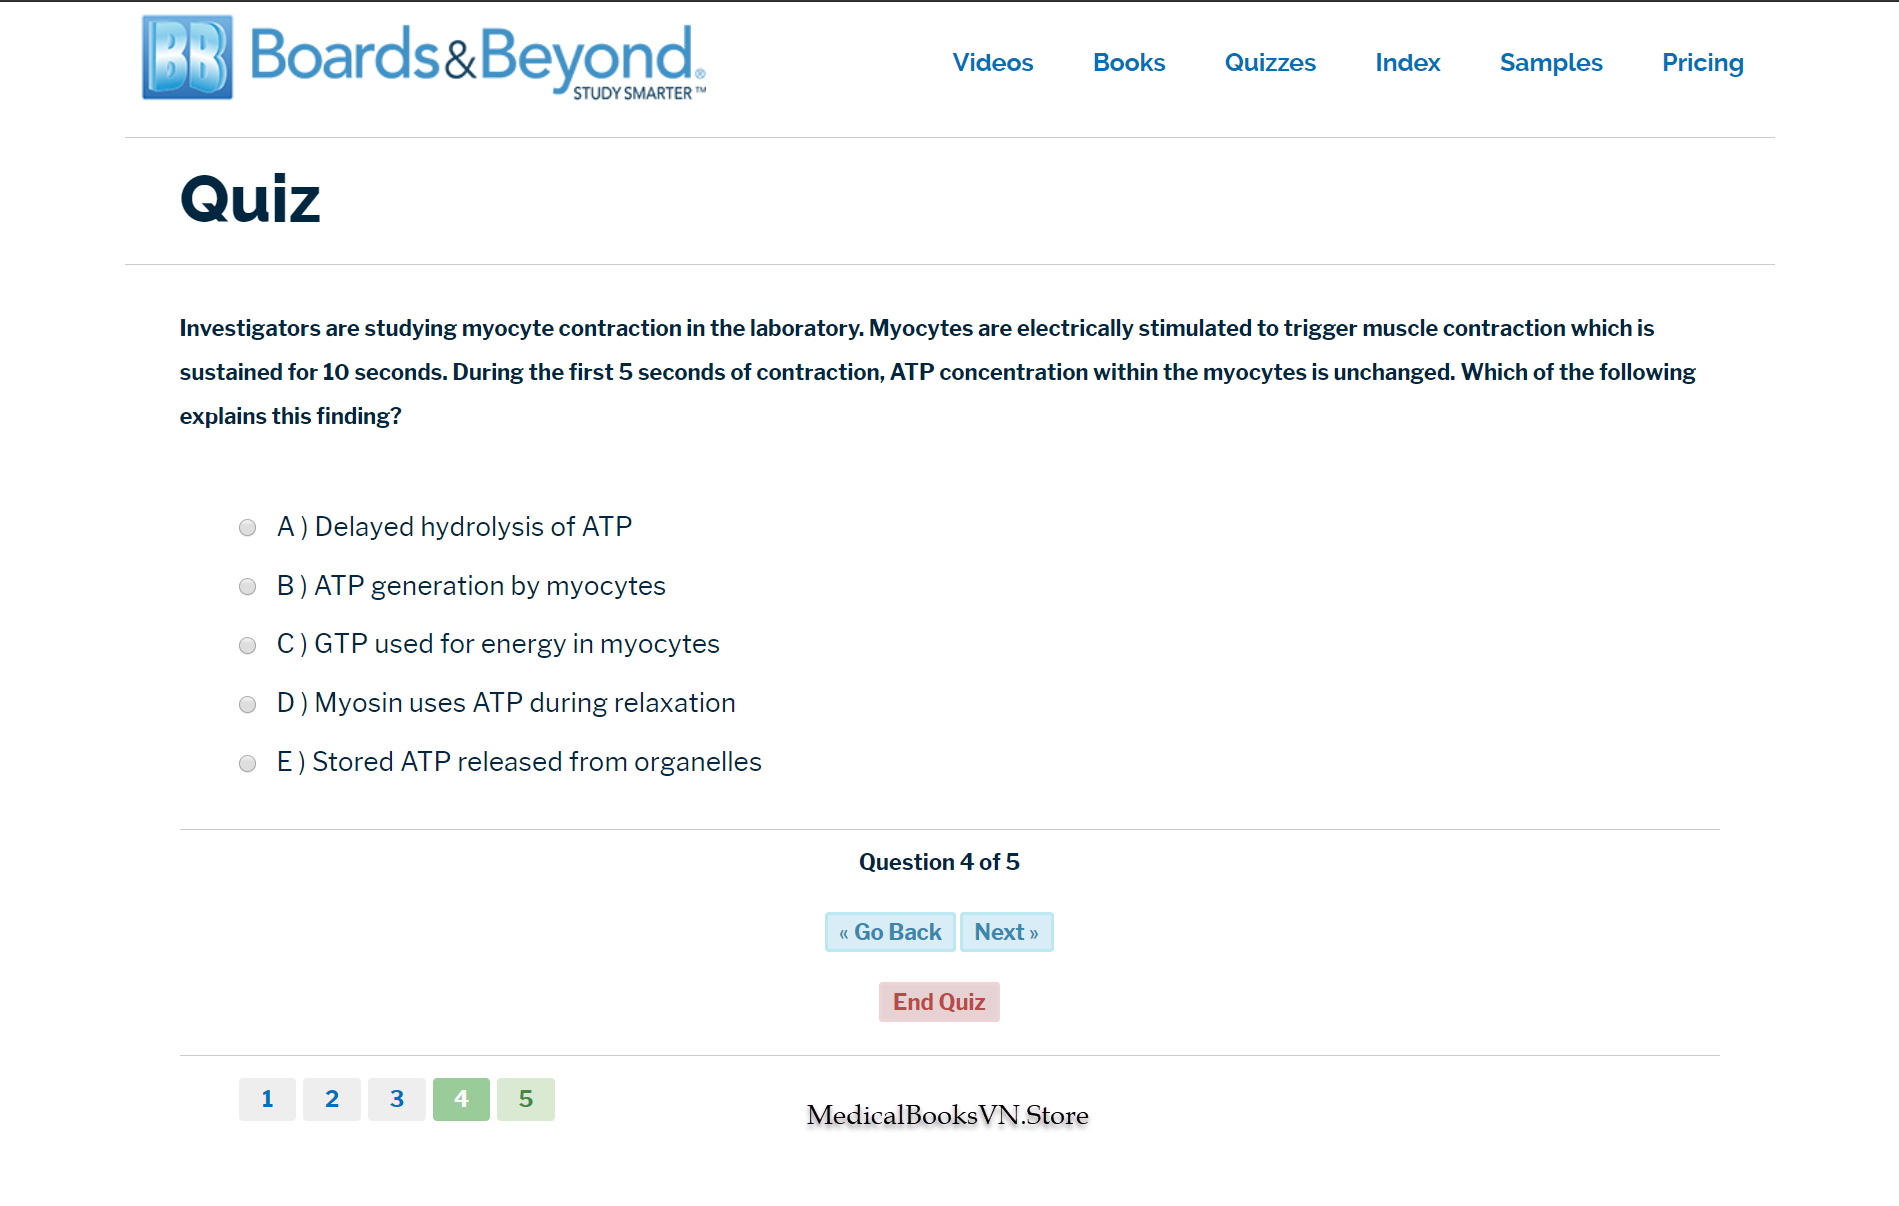 BB Boards&Beyond®
STUDY SMARTER™
Videos Books Quizzes Index Samples Pricing
Quiz
Investigators are studying myocyte contraction in the laboratory. Myocytes are electrically stimulated to trigger muscle contraction which is
sustained for 10 seconds. During the first 5 seconds of contraction, ATP concentration within the myocytes is unchanged. Which of the following
explains this finding?
A ) Delayed hydrolysis of ATP
B ) ATP generation by myocytes
C ) GTP used for energy in myocytes
D ) Myosin uses ATP during relaxation
E ) Stored ATP released from organelles
Question 4 of 5
« Go Back Next »
End Quiz
1 2 3 4 5
MedicalBooksVN.Store